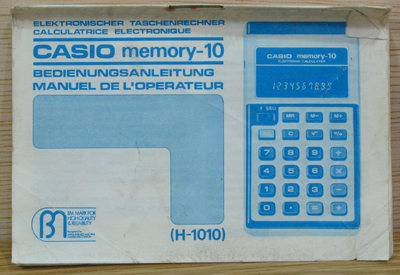 ELEKTRONISCHER TASCHENRECHNER
CALCULATRICE ELECTRONIQUE
CASIO memory-10
BEDIENUNGSANLEITUNG
MANUEL DE L'OPERATEUR
(H-1010)
CASIO memory-10
ELECTRONIC CALCULATOR
MR M- M+
C √ +/-
7 8 9 ÷
4 5 6 ×
1 2 3 -
0 +